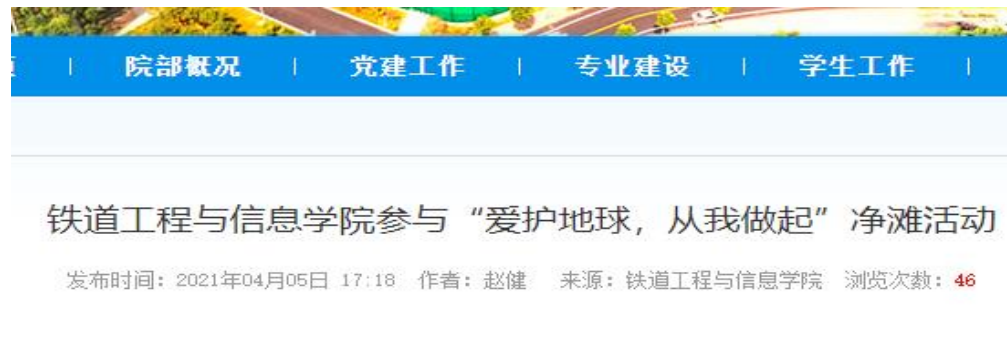 院部概况 | 党建工作 | 专业建设 | 学生工作 |
铁道工程与信息学院参与“爱护地球，从我做起”净滩活动
发布时间：2021年04月05日 17:18 作者：赵健 来源：铁道工程与信息学院 浏览次数：46